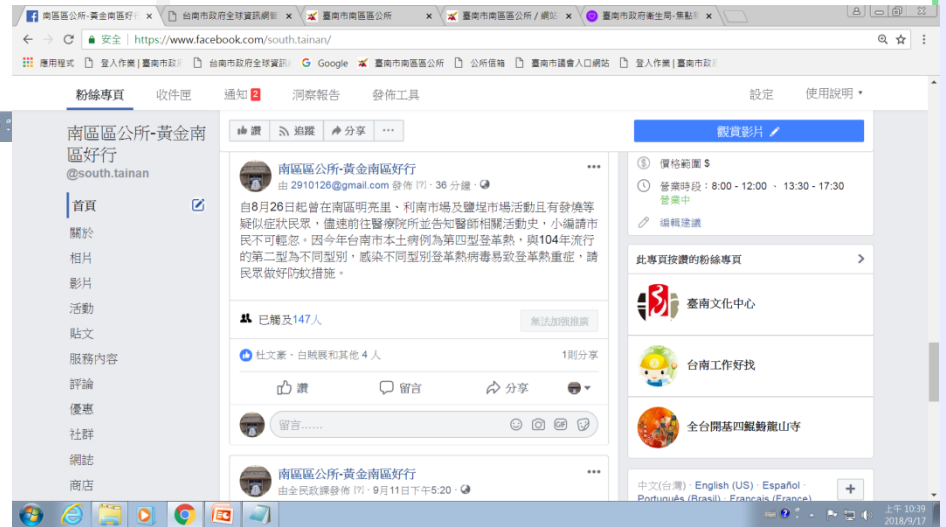 南區區公所-黃金南區好行
台南市政府全球資訊網
臺南市南區區公所
臺南市南區區公所 / 網站
臺南市政府衛生局-焦點
安全 | https://www.facebook.com/south.tainan/
應用程式 登入作業|臺南市政 台南市政府全球資訊 Google 臺南市南區區公所 公所信箱 臺南市議會入口網站 登入作業|臺南市政
粉絲專頁 收件匣 通知 2 洞察報告 發佈工具 設定 使用說明
南區區公所-黃金南
區好行
@south.tainan
首頁
關於
相片
影片
活動
貼文
服務內容
評論
優惠
社群
網誌
商店
讚 追蹤 分享 ...
南區區公所-黃金南區好行
由 2910126@gmail.com 發佈 [?] · 36 分鐘 ·
自8月26日起曾在南區明亮里、利南市場及鹽埕市場活動且有發燒等
疑似症狀民眾，儘速前往醫療院所並告知醫師相關活動史，小編請市
民不可輕忽。因今年台南市本土病例為第四型登革熱，與104年流行
的第二型為不同型別，感染不同型別登革熱病毒易致登革熱重症，請
民眾做好防蚊措施。
已觸及147人
無法加強推廣
杜文豪、白賊展和其他 4 人 1則分享
讚 留言 分享
留言......
南區區公所-黃金南區好行
由全民政課發佈 [?] · 9月11日下午5:20 ·
觀賞影片
價格範圍 $
營業時段：8:00 - 12:00 、 13:30 - 17:30
營業中
編輯建議
此專頁按讚的粉絲專頁
臺南文化中心
台南工作好找
全台開基四鯤鯓龍山寺
中文(台灣) · English (US) · Español ·
Português (Brasil) · Français (France)
上午 10:39
2018/9/17